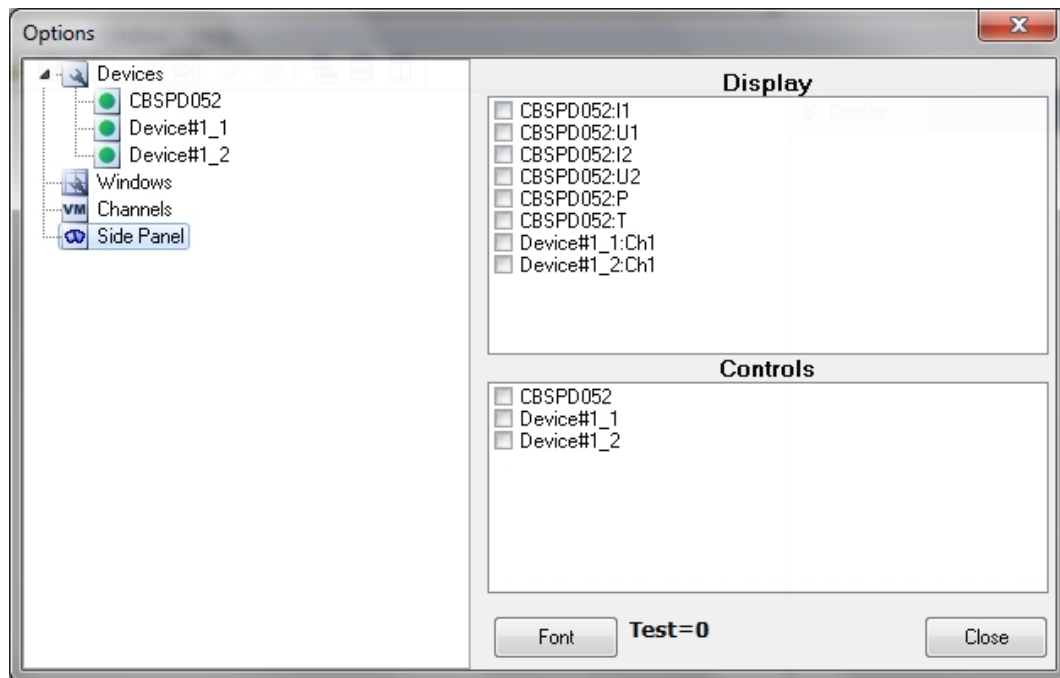 Options
Devices
CBSPD052
Device#1_1
Device#1_2
Windows
VM Channels
Side Panel
Display
CBSPD052:I1
CBSPD052:U1
CBSPD052:I2
CBSPD052:U2
CBSPD052:P
CBSPD052:T
Device#1_1:Ch1
Device#1_2:Ch1
Display
Controls
CBSPD052
Device#1_1
Device#1_2
Font
Test=0
Close